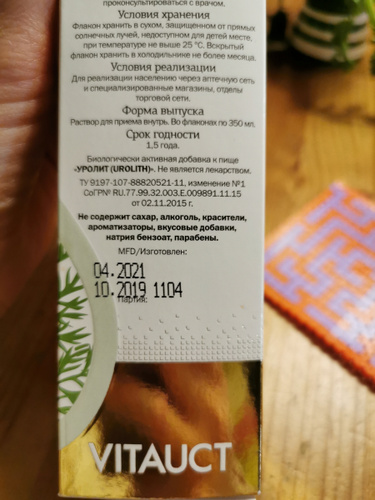 проконсультироваться с врачом.
Условия хранения
Флакон хранить в сухом, защищенном от прямых
солнечных лучей, недоступном для детей месте,
при температуре не выше 25 °С. Вскрытый
флакон хранить в холодильнике не более месяца.
Условия реализации
Для реализации населению через аптечную сеть
и специализированные магазины, отделы
торговой сети.
Форма выпуска
Раствор для приема внутрь. Во флаконах по 350 мл.
Срок годности
1,5 года.
Биологически активная добавка к пище
«УРОЛИТ (UROLITH)». Не является лекарством.
ТУ 9197-107-88820521-11, изменение №1
СоГР№ RU.77.99.32.003.Е.009891.11.15
от 02.11.2015 г.
Не содержит сахар, алкоголь, красители,
ароматизаторы, вкусовые добавки,
натрия бензоат, парабены.
MFD/Изготовлен:
04.2021
10.2019 1104
Партия:
VITAUCT